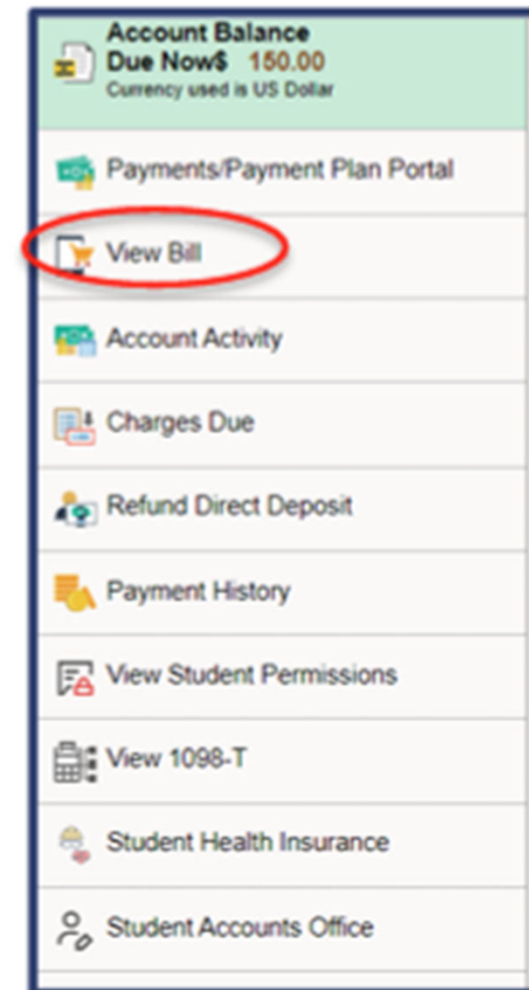 Account Balance
Due Now$ 150.00
Currency used is US Dollar
Payments/Payment Plan Portal
View Bill
Account Activity
Charges Due
Refund Direct Deposit
Payment History
View Student Permissions
View 1098-T
Student Health Insurance
Student Accounts Office